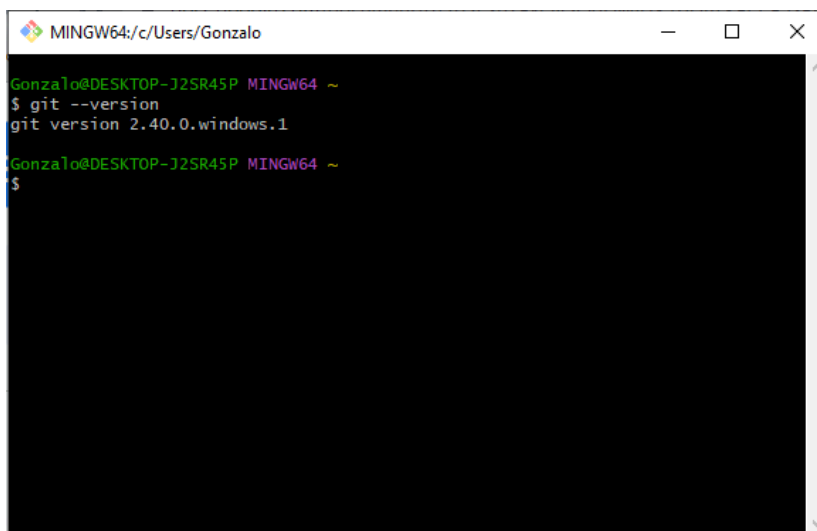 MINGW64:/c/Users/Gonzalo
Gonzalo@DESKTOP-J2SR45P MINGW64 ~
$ git --version
git version 2.40.0.windows.1
Gonzalo@DESKTOP-J2SR45P MINGW64 ~
$